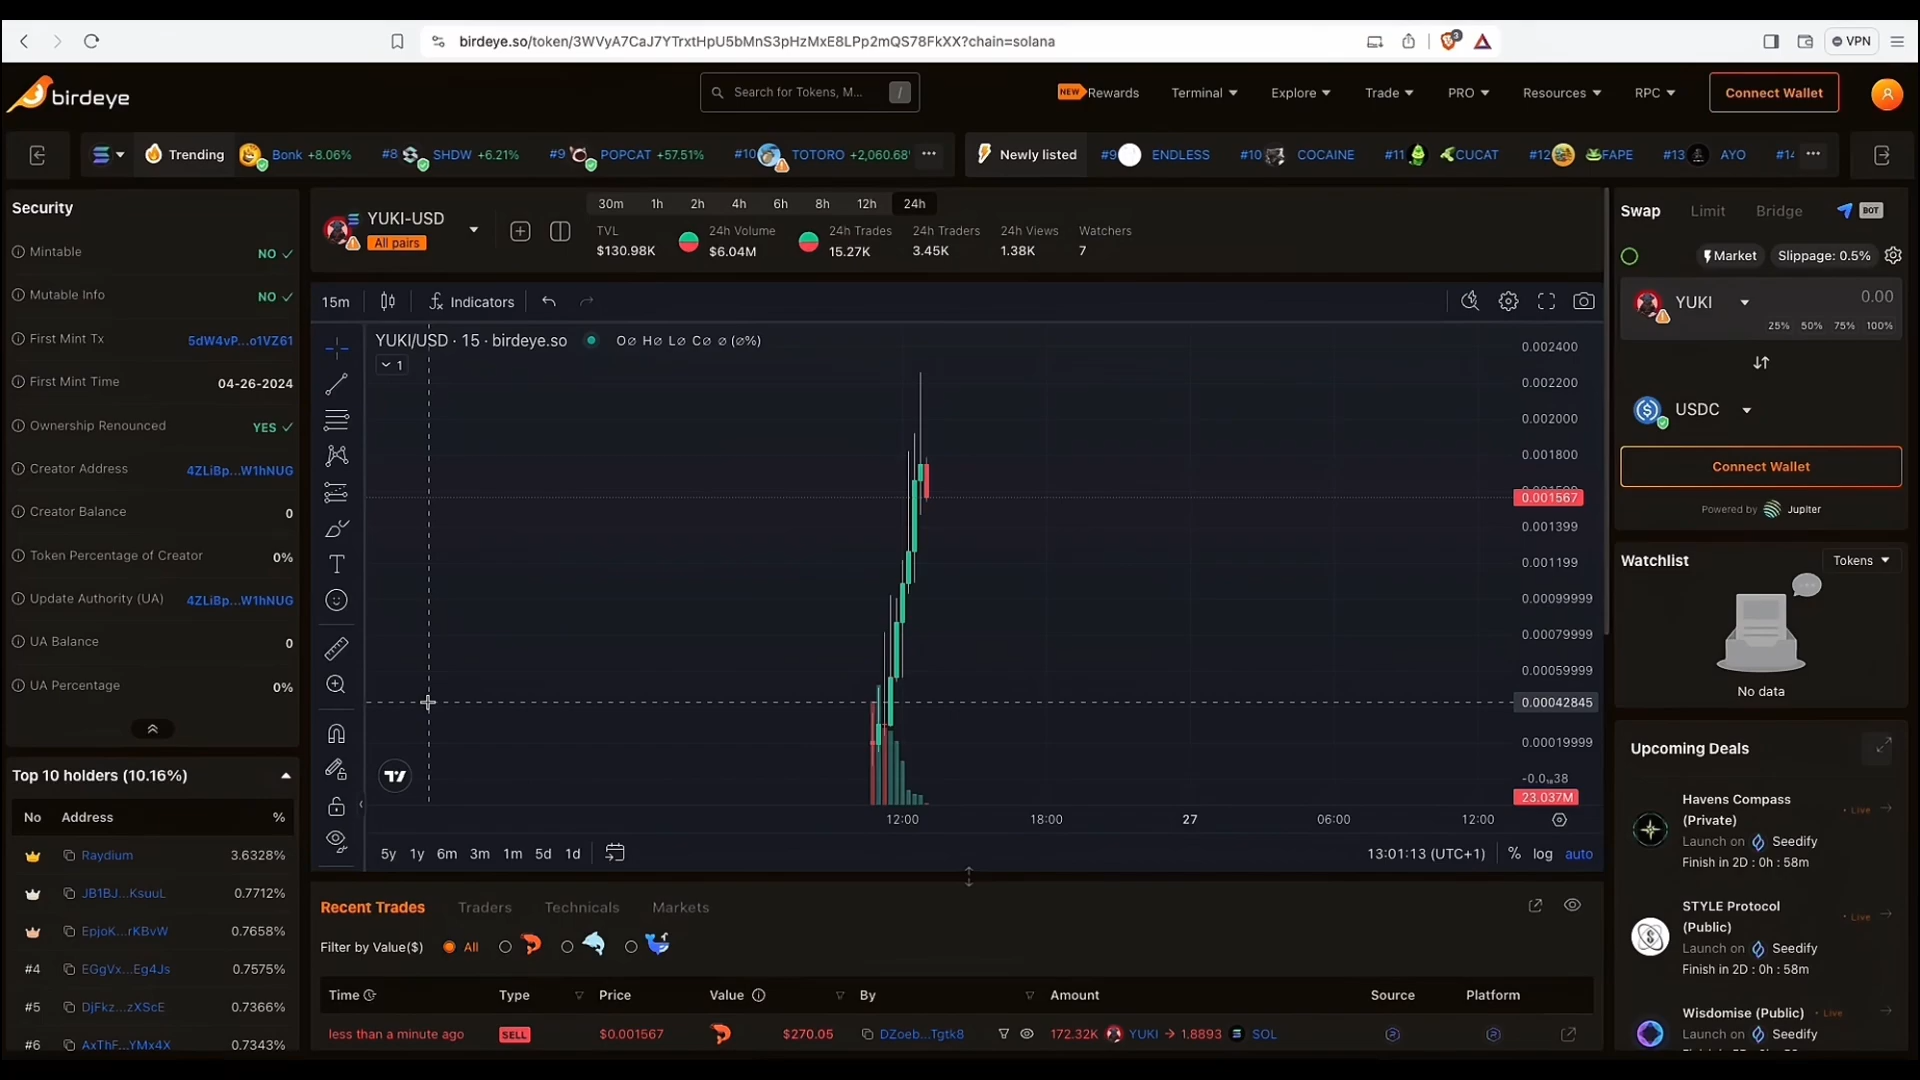 birdeye.so/token/3WVyA7CaJ7YTrxtHpU5bMnS3pHzMxE8LPp2mQS78FkXX?chain=solana
3
VPN
birdeye
Search for Tokens, M... /
NEW Rewards Terminal Explore Trade PRO Resources RPC Connect Wallet
Trending Bonk +8.06% #8 SHDW +6.21% #9 POPCAT +57.51% #10 TOTORO +2,060.68 ... Newly listed #9 ENDLESS #10 COCAINE #11 CUCAT #12 FAPE #13 AYO #14 ...
Security
Mintable NO
Mutable Info NO
First Mint Tx 5dW4vP...o1VZ61
First Mint Time 04-26-2024
Ownership Renounced YES
Creator Address 4ZLiBp...W1hNUG
Creator Balance 0
Token Percentage of Creator 0%
Update Authority (UA) 4ZLiBp...W1hNUG
UA Balance 0
UA Percentage 0%
Top 10 holders (10.16%)
No Address %
Raydium 3.6328%
JB1BJ...KsuuL 0.7712%
EpjoK...rKBvW 0.7658%
#4 EGgVx...Eg4Js 0.7575%
#5 DjFkz...zXScE 0.7366%
#6 AxThF...YMx4X 0.7343%
YUKI-USD
All pairs
30m 1h 2h 4h 6h 8h 12h 24h
TVL 24h Volume 24h Trades 24h Traders 24h Views Watchers
$130.98K $6.04M 15.27K 3.45K 1.38K 7
15m Indicators
YUKI/USD · 15 · birdeye.so O∅ H∅ L∅ C∅ ∅ (∅%)
1
0.002400
0.002200
0.002000
0.001800
0.001567
0.001399
0.001199
0.00099999
0.00079999
0.00059999
0.00042845
0.00019999
23.037M
12:00 18:00 27 06:00 12:00
5y 1y 6m 3m 1m 5d 1d 13:01:13 (UTC+1) % log auto
Recent Trades Traders Technicals Markets
Filter by Value($) All
Time Type Price Value By Amount Source Platform
less than a minute ago SELL $0.001567 $270.05 DZoeb...Tgtk8 172.32K YUKI → 1.8893 SOL
Swap Limit Bridge BOT
Market Slippage: 0.5%
YUKI 0.00
25% 50% 75% 100%
USDC
Connect Wallet
Powered by Jupiter
Watchlist Tokens
No data
Upcoming Deals
Havens Compass
(Private)
Live
Launch on Seedify
Finish in 2D : 0h : 58m
STYLE Protocol
(Public)
Live
Launch on Seedify
Finish in 2D : 0h : 58m
Wisdomise (Public) Live
Launch on Seedify